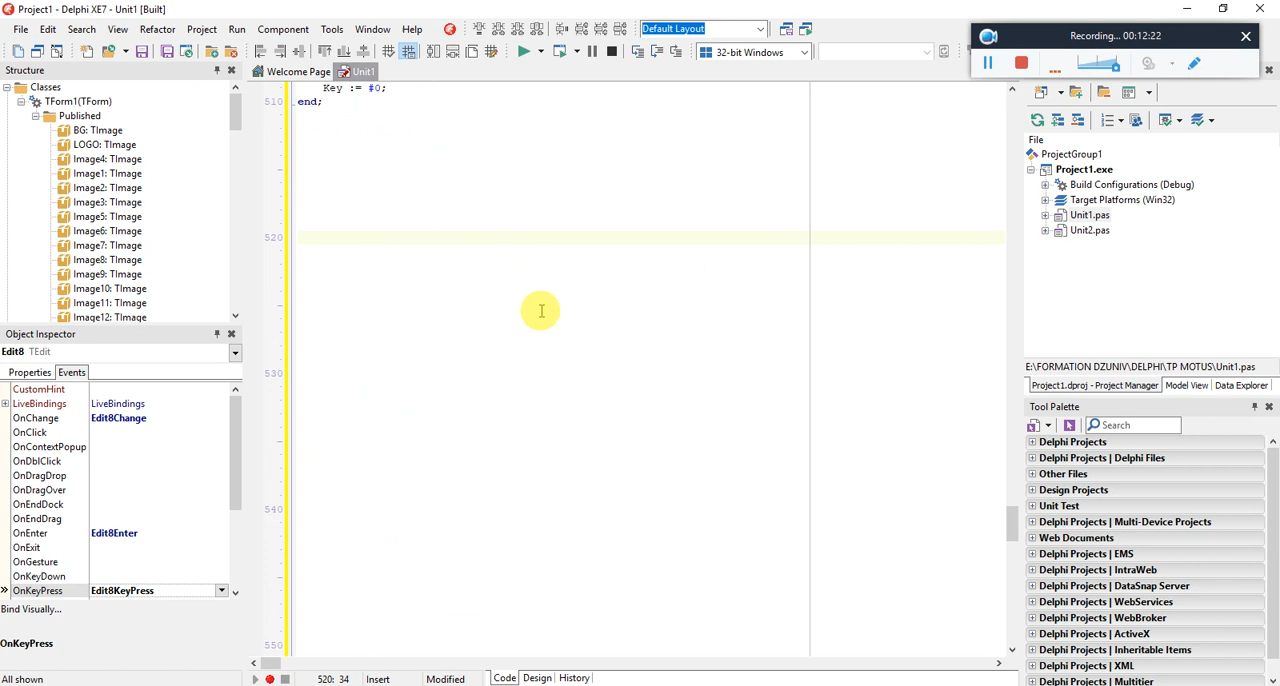 Project1 - Delphi XE7 - Unit1 [Built]
File Edit Search View Refactor Project Run Component Tools Window Help
Default Layout
32-bit Windows
Recording... 00:12:22
Structure
Welcome Page
Unit1
Classes
TForm1(TForm)
Published
BG: TImage
LOGO: TImage
Image4: TImage
Image1: TImage
Image2: TImage
Image3: TImage
Image5: TImage
Image6: TImage
Image7: TImage
Image8: TImage
Image9: TImage
Image10: TImage
Image11: TImage
Image12: TImage
Object Inspector
Edit8 TEdit
Properties Events
CustomHint
LiveBindings LiveBindings
OnChange Edit8Change
OnClick
OnContextPopup
OnDblClick
OnDragDrop
OnDragOver
OnEndDock
OnEndDrag
OnEnter Edit8Enter
OnExit
OnGesture
OnKeyDown
OnKeyPress Edit8KeyPress
Bind Visually...
OnKeyPress
All shown
Key := #0;
510 end;
520
530
540
550
520: 34 Insert Modified Code Design History
File
ProjectGroup1
Project1.exe
Build Configurations (Debug)
Target Platforms (Win32)
Unit1.pas
Unit2.pas
E:\FORMATION DZUNIV\DELPHI\TP MOTUS\Unit1.pas
Project1.dproj - Project Manager Model View Data Explorer
Tool Palette
Search
Delphi Projects
Delphi Projects | Delphi Files
Other Files
Design Projects
Unit Test
Delphi Projects | Multi-Device Projects
Web Documents
Delphi Projects | EMS
Delphi Projects | IntraWeb
Delphi Projects | DataSnap Server
Delphi Projects | WebServices
Delphi Projects | WebBroker
Delphi Projects | ActiveX
Delphi Projects | Inheritable Items
Delphi Projects | XML
Delphi Projects | Multitier